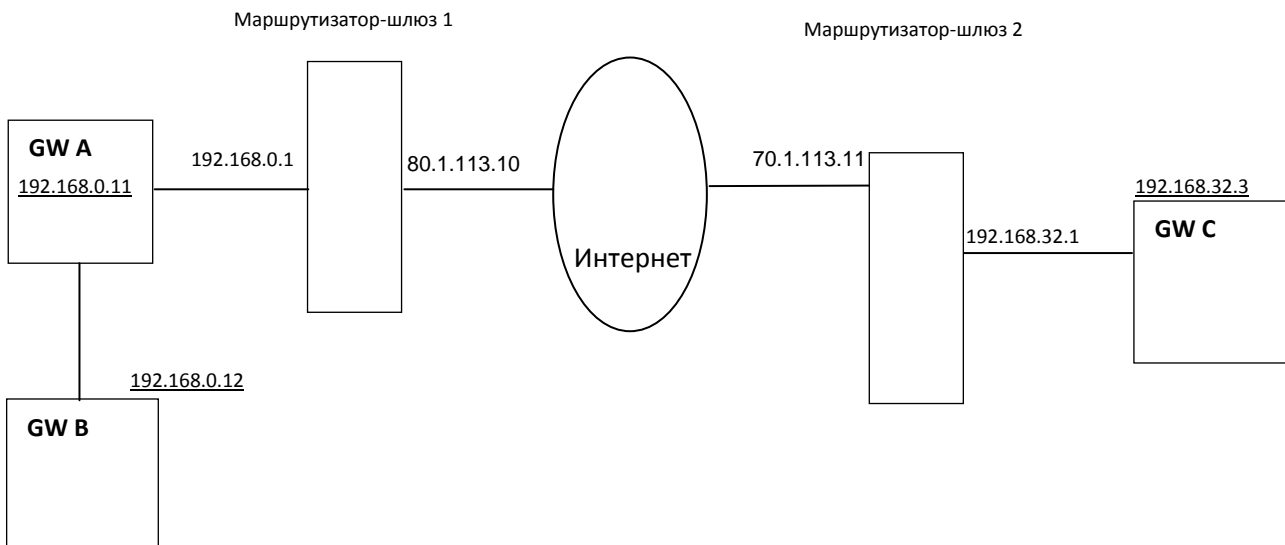 Маршрутизатор-шлюз 1
Маршрутизатор-шлюз 2
GW A
192.168.0.11
192.168.0.1
80.1.113.10
Интернет
70.1.113.11
192.168.32.1
192.168.32.3
GW C
192.168.0.12
GW B